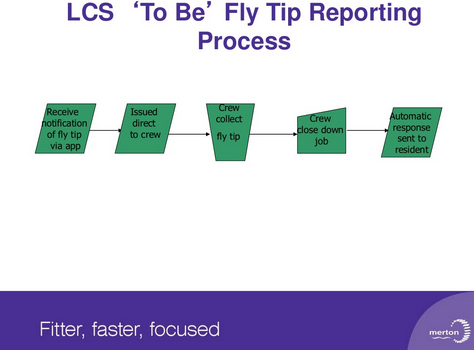 LCS ‘To Be’ Fly Tip Reporting
Process
Receive
notification
of fly tip
via app
Issued
direct
to crew
Crew
collect
fly tip
Crew
close down
job
Automatic
response
sent to
resident
Fitter, faster, focused
merton